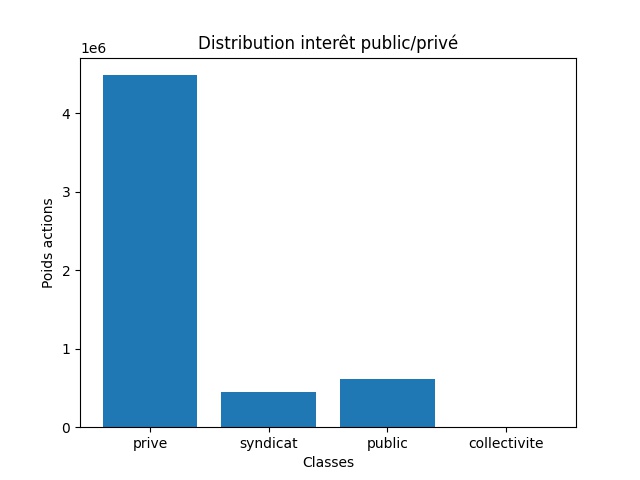 Distribution interêt public/privé
1e6
4
3
2
1
0
Poids actions
prive syndicat public collectivite
Classes